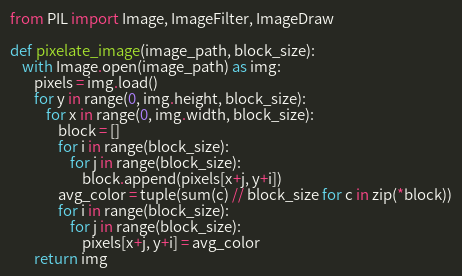 from PIL import Image, ImageFilter, ImageDraw
def pixelate_image(image_path, block_size):
with Image.open(image_path) as img:
pixels = img.load()
for y in range(0, img.height, block_size):
for x in range(0, img.width, block_size):
block = []
for i in range(block_size):
for j in range(block_size):
block.append(pixels[x+j, y+i])
avg_color = tuple(sum(c) // block_size for c in zip(*block))
for i in range(block_size):
for j in range(block_size):
pixels[x+j, y+i] = avg_color
return img